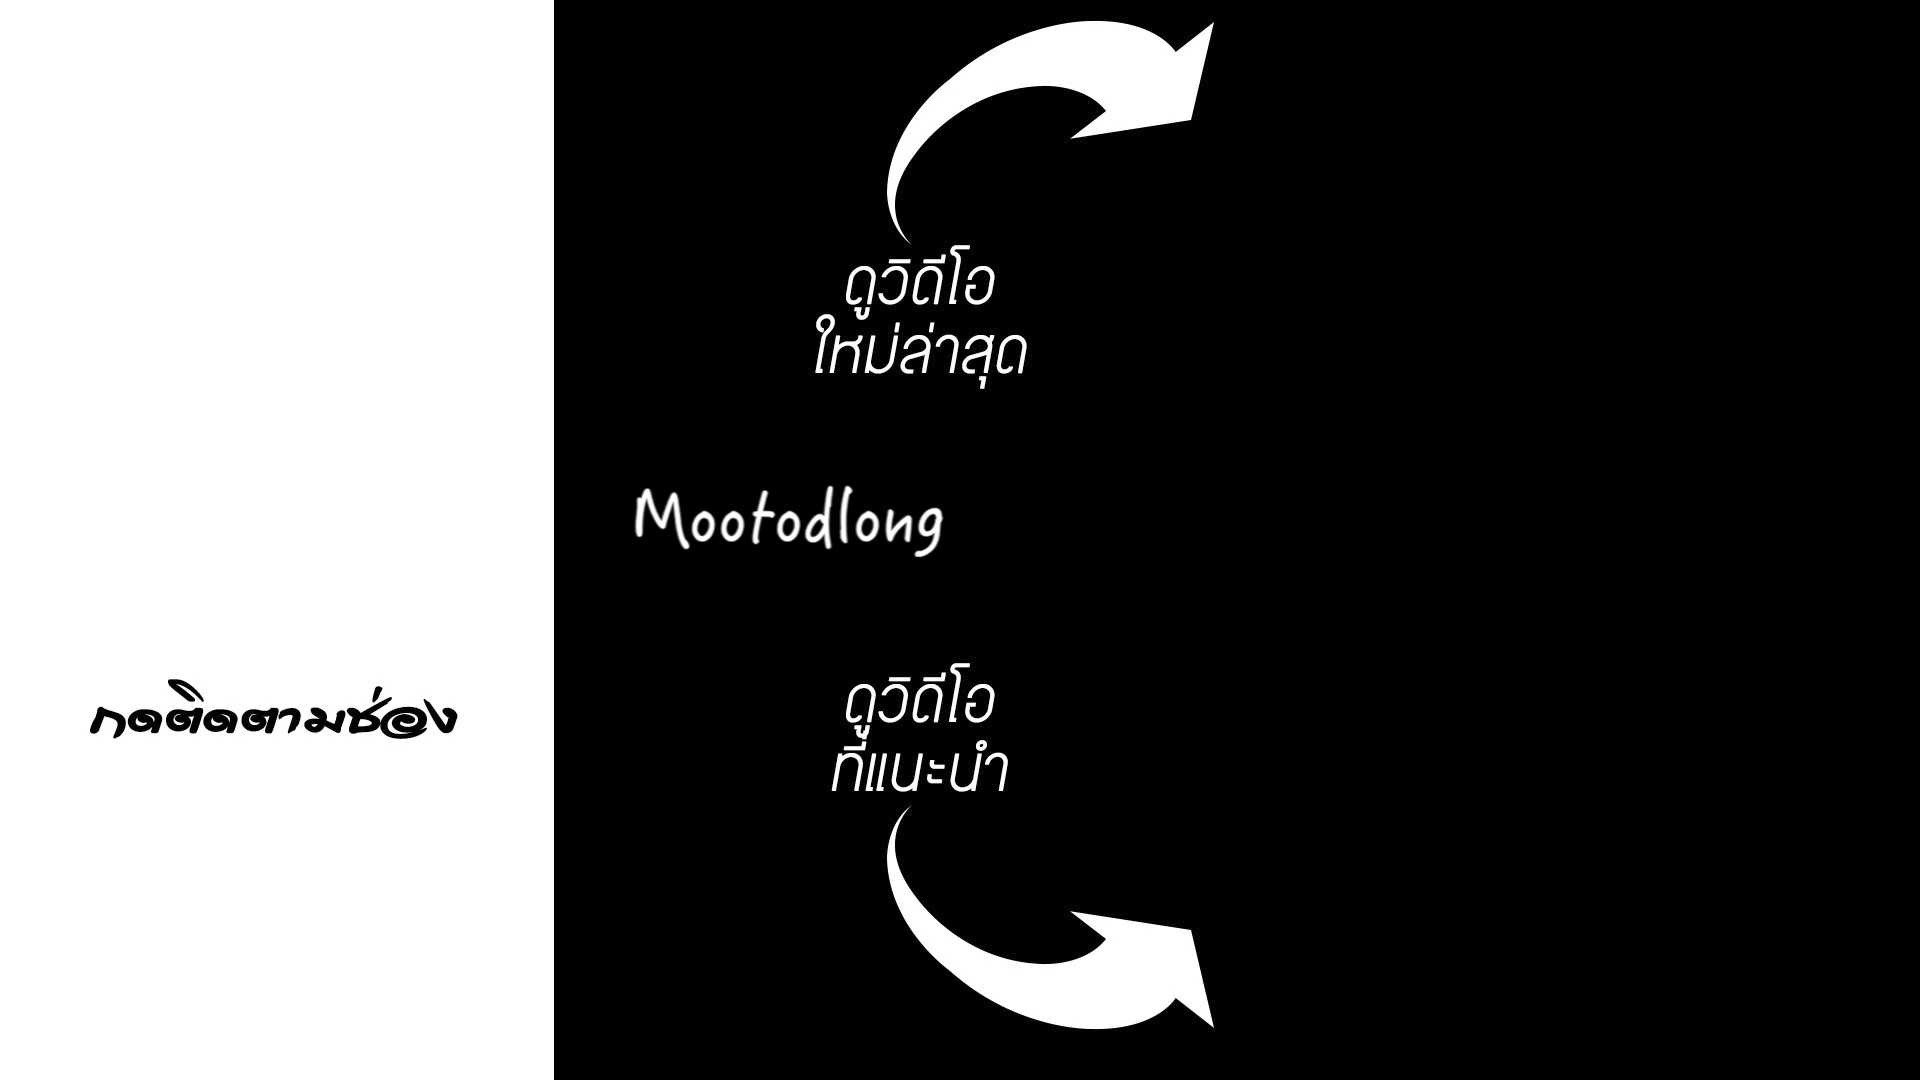 ดูวิดีโอ
ใหม่ล่าสุด
Mootodlong
กดติดตามช่อง
ดูวิดีโอ
ที่แนะนำ